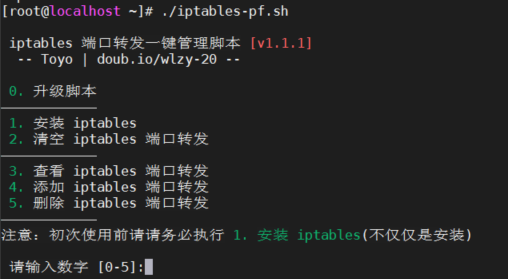 [root@localhost ~]# ./iptables-pf.sh
iptables 端口转发一键管理脚本 [v1.1.1]
-- Toyo | doub.io/wlzy-20 --
0. 升级脚本
————————————
1. 安装 iptables
2. 清空 iptables 端口转发
————————————
3. 查看 iptables 端口转发
4. 添加 iptables 端口转发
5. 删除 iptables 端口转发
————————————
注意：初次使用前请请务必执行 1. 安装 iptables(不仅仅是安装)
请输入数字 [0-5]: